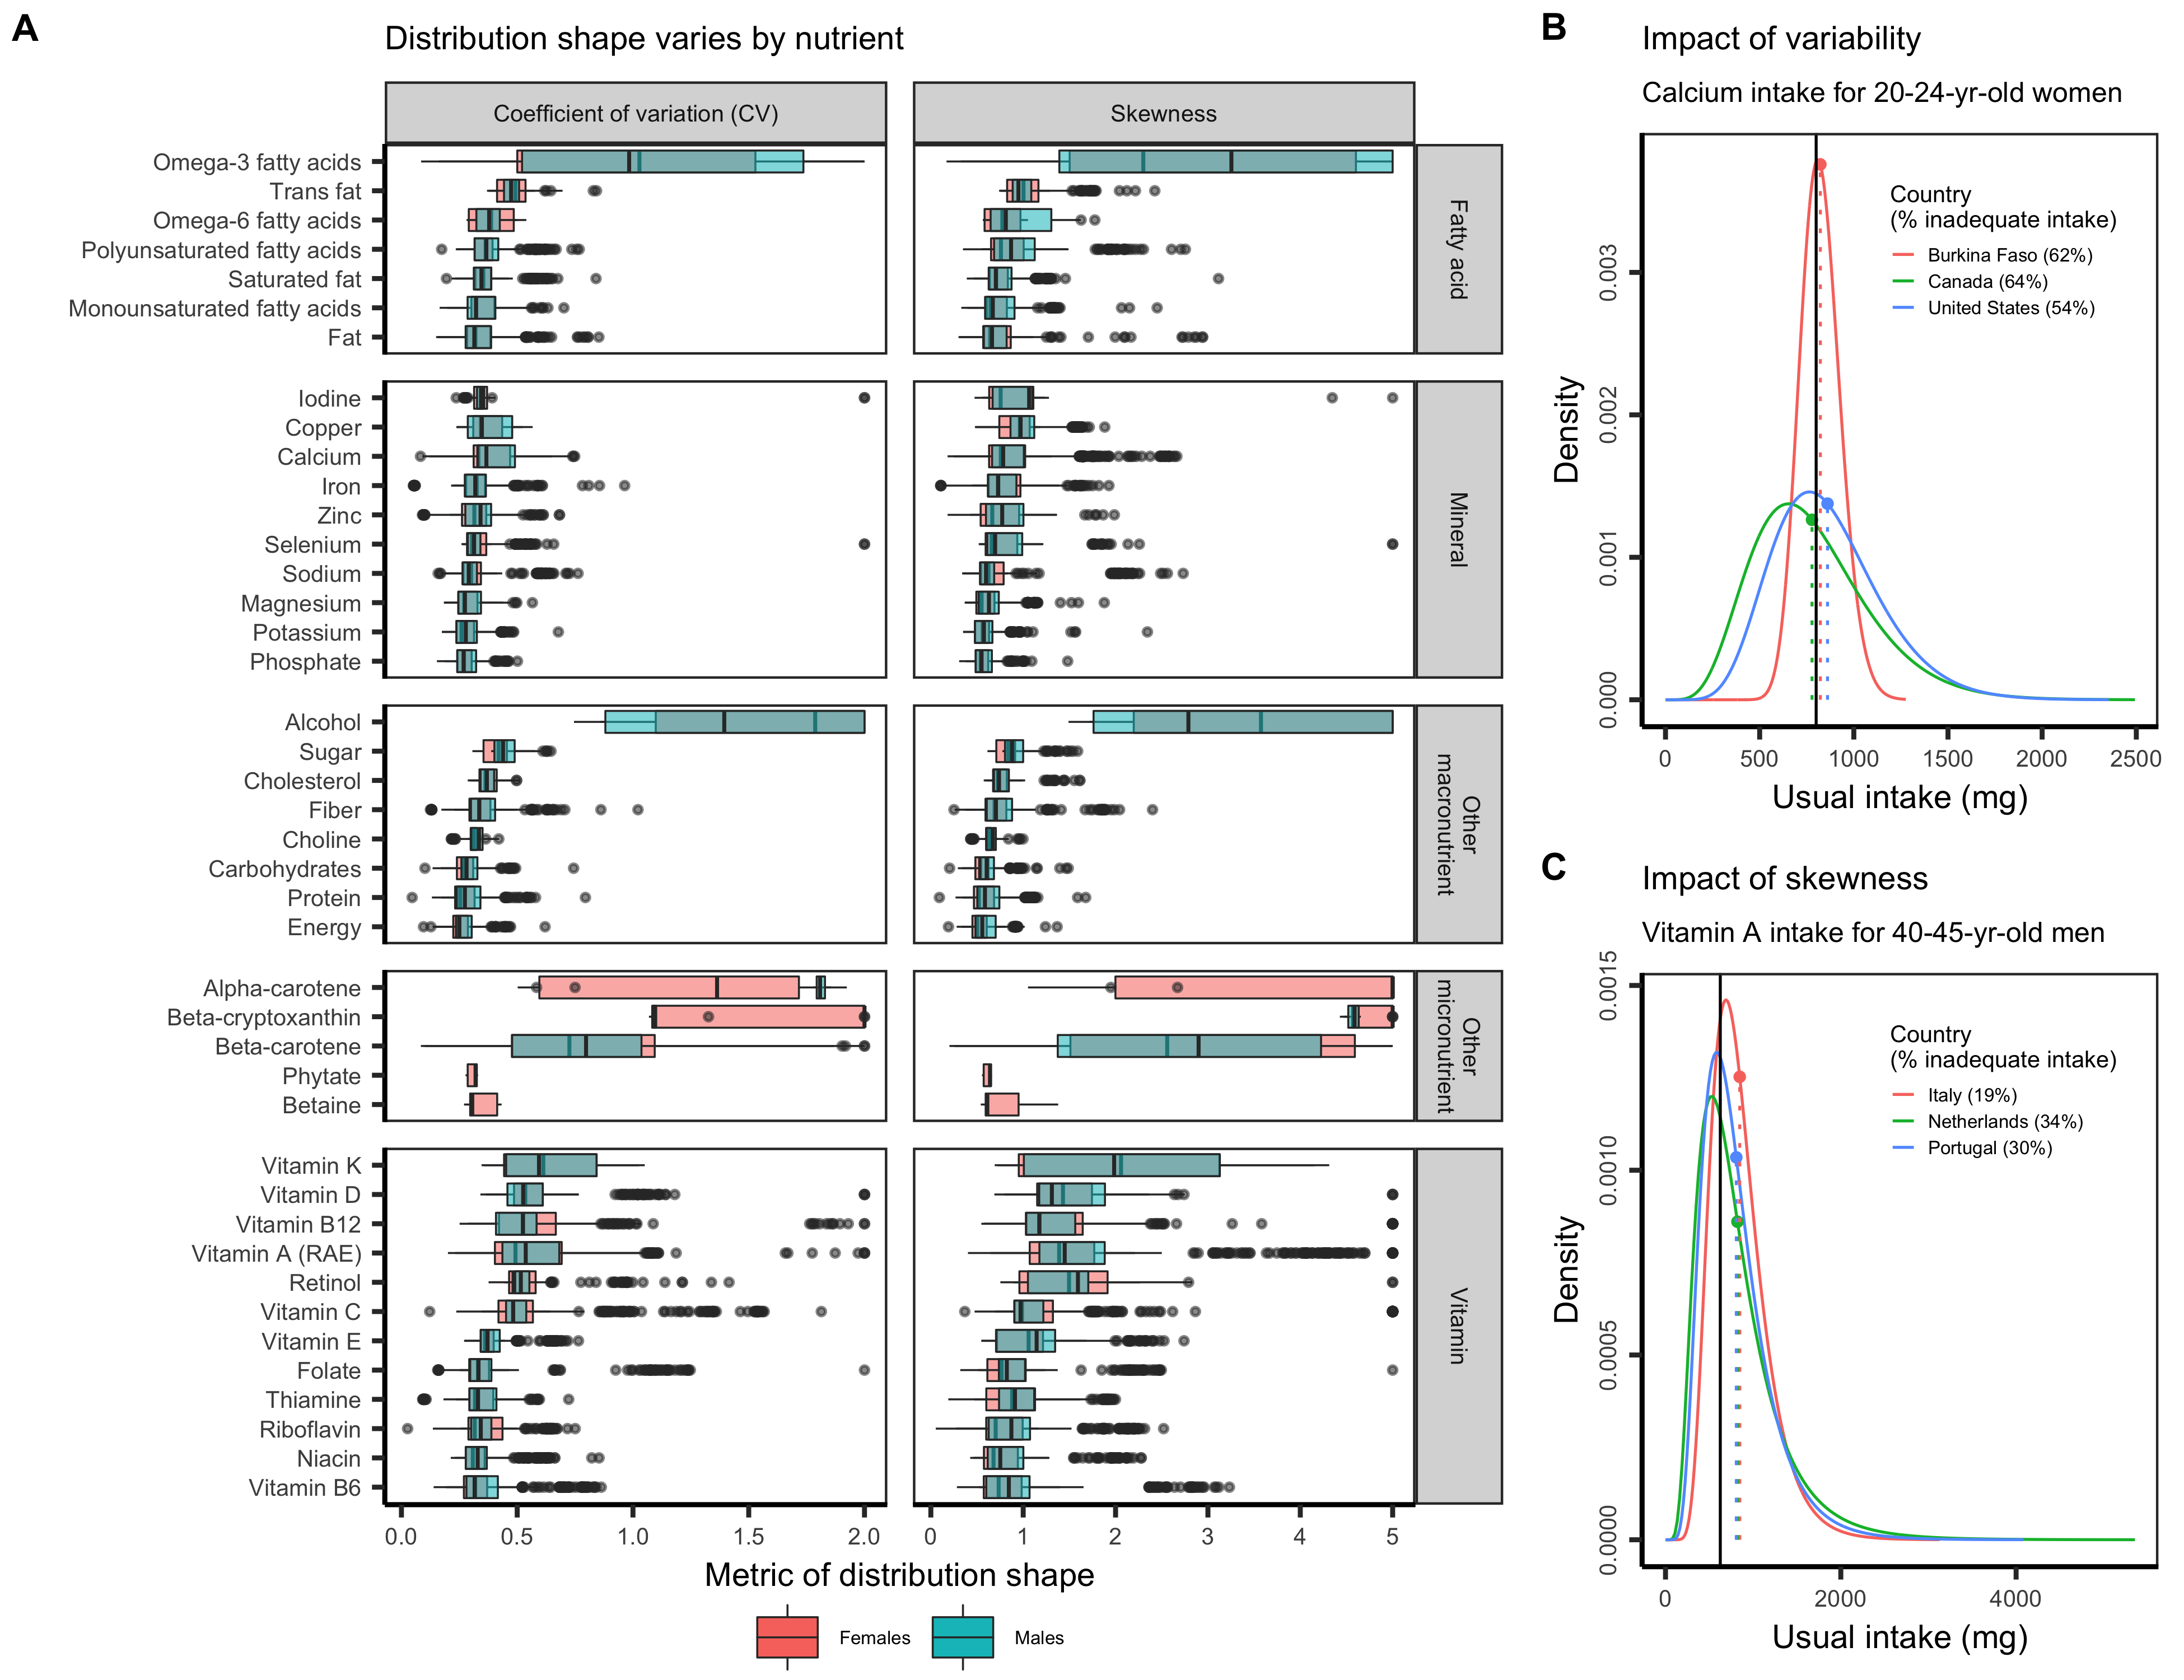 A
Distribution shape varies by nutrient
Coefficient of variation (CV)
Skewness
Omega-3 fatty acids
Trans fat
Omega-6 fatty acids
Polyunsaturated fatty acids
Saturated fat
Monounsaturated fatty acids
Fat
Fatty acid
Iodine
Copper
Calcium
Iron
Zinc
Selenium
Sodium
Magnesium
Potassium
Phosphate
Mineral
Alcohol
Sugar
Cholesterol
Fiber
Choline
Carbohydrates
Protein
Energy
Other
macronutrient
Alpha-carotene
Beta-cryptoxanthin
Beta-carotene
Phytate
Betaine
Other
micronutrient
Vitamin K
Vitamin D
Vitamin B12
Vitamin A (RAE)
Retinol
Vitamin C
Vitamin E
Folate
Thiamine
Riboflavin
Niacin
Vitamin B6
Vitamin
0.0 0.5 1.0 1.5 2.0
0 1 2 3 4 5
Metric of distribution shape
Females
Males
B
Impact of variability
Calcium intake for 20-24-yr-old women
Country
(% inadequate intake)
Burkina Faso (62%)
Canada (64%)
United States (54%)
Density
0.003
0.002
0.001
0.000
0 500 1000 1500 2000 2500
Usual intake (mg)
C
Impact of skewness
Vitamin A intake for 40-45-yr-old men
Country
(% inadequate intake)
Italy (19%)
Netherlands (34%)
Portugal (30%)
Density
0.0015
0.0010
0.0005
0.0000
0 2000 4000
Usual intake (mg)